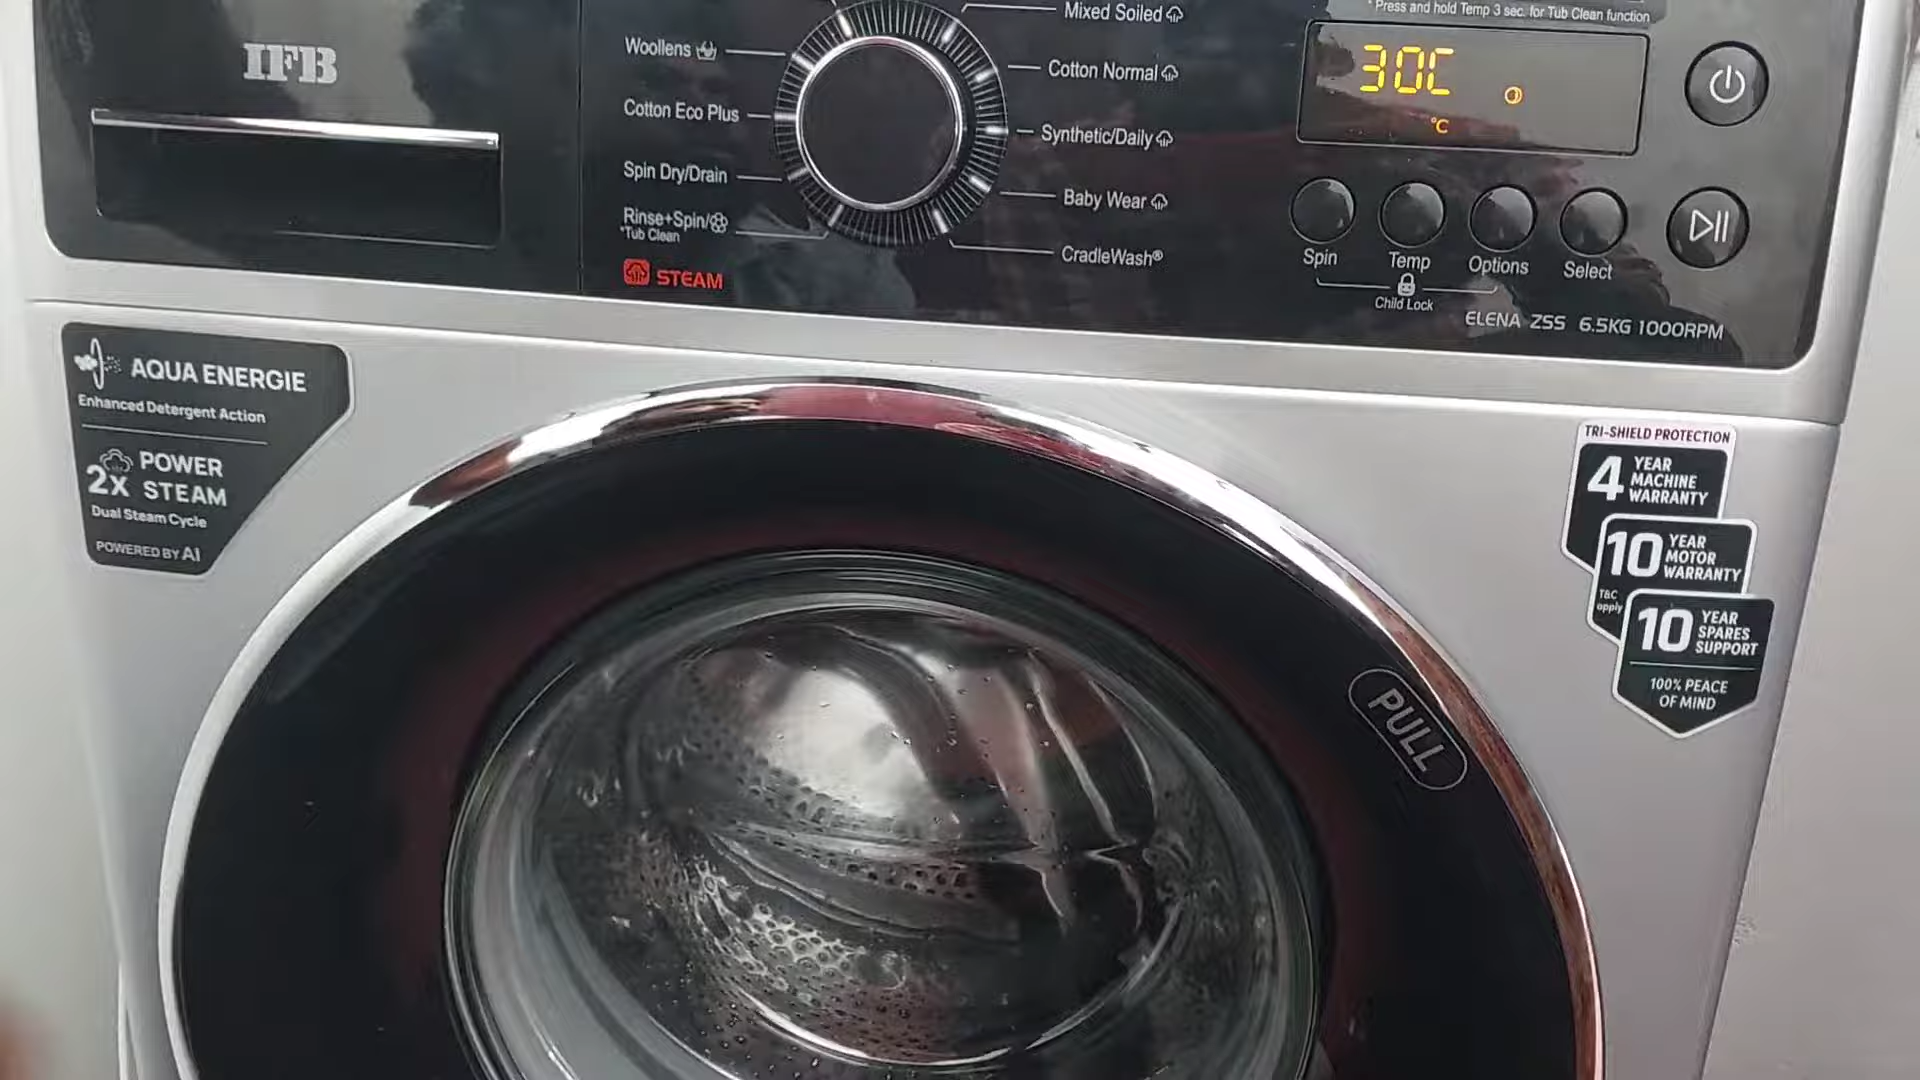 * Press and hold Temp 3 sec. for Tub Clean function
IFB
Woollens
Cotton Eco Plus
Spin Dry/Drain
Rinse+Spin/
*Tub Clean
STEAM
Mixed Soiled
Cotton Normal
Synthetic/Daily
Baby Wear
CradleWash®
30C
°C
Spin
Temp
Options
Select
Child Lock
ELENA ZSS 6.5KG 1000RPM
AQUA ENERGIE
Enhanced Detergent Action
2X POWER STEAM
Dual Steam Cycle
POWERED BY AI
TRI-SHIELD PROTECTION
4 YEAR
MACHINE
WARRANTY
10 YEAR
MOTOR
WARRANTY
T&C
apply
10 YEAR
SPARES
SUPPORT
100% PEACE
OF MIND
PULL